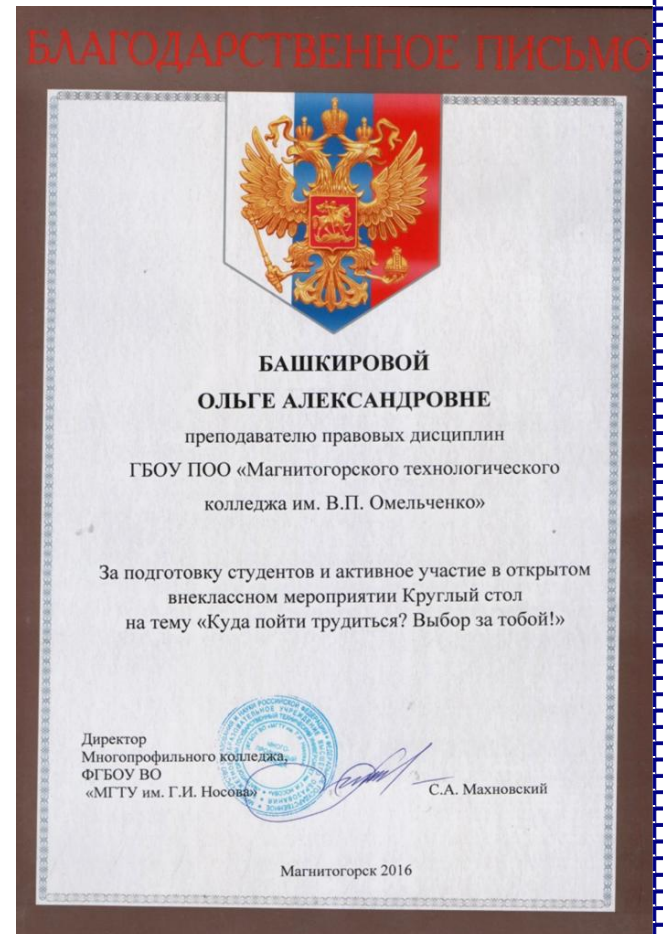 БЛАГОДАРСТВЕННОЕ ПИСЬМО
БАШКИРОВОЙ
ОЛЬГЕ АЛЕКСАНДРОВНЕ
преподавателю правовых дисциплин
ГБОУ ПОО «Магнитогорского технологического
колледжа им. В.П. Омельченко»
За подготовку студентов и активное участие в открытом
внеклассном мероприятии Круглый стол
на тему «Куда пойти трудиться? Выбор за тобой!»
Директор
Многопрофильного колледжа,
ФГБОУ ВО
«МГТУ им. Г.И. Носова»
С.А. Махновский
Магнитогорск 2016